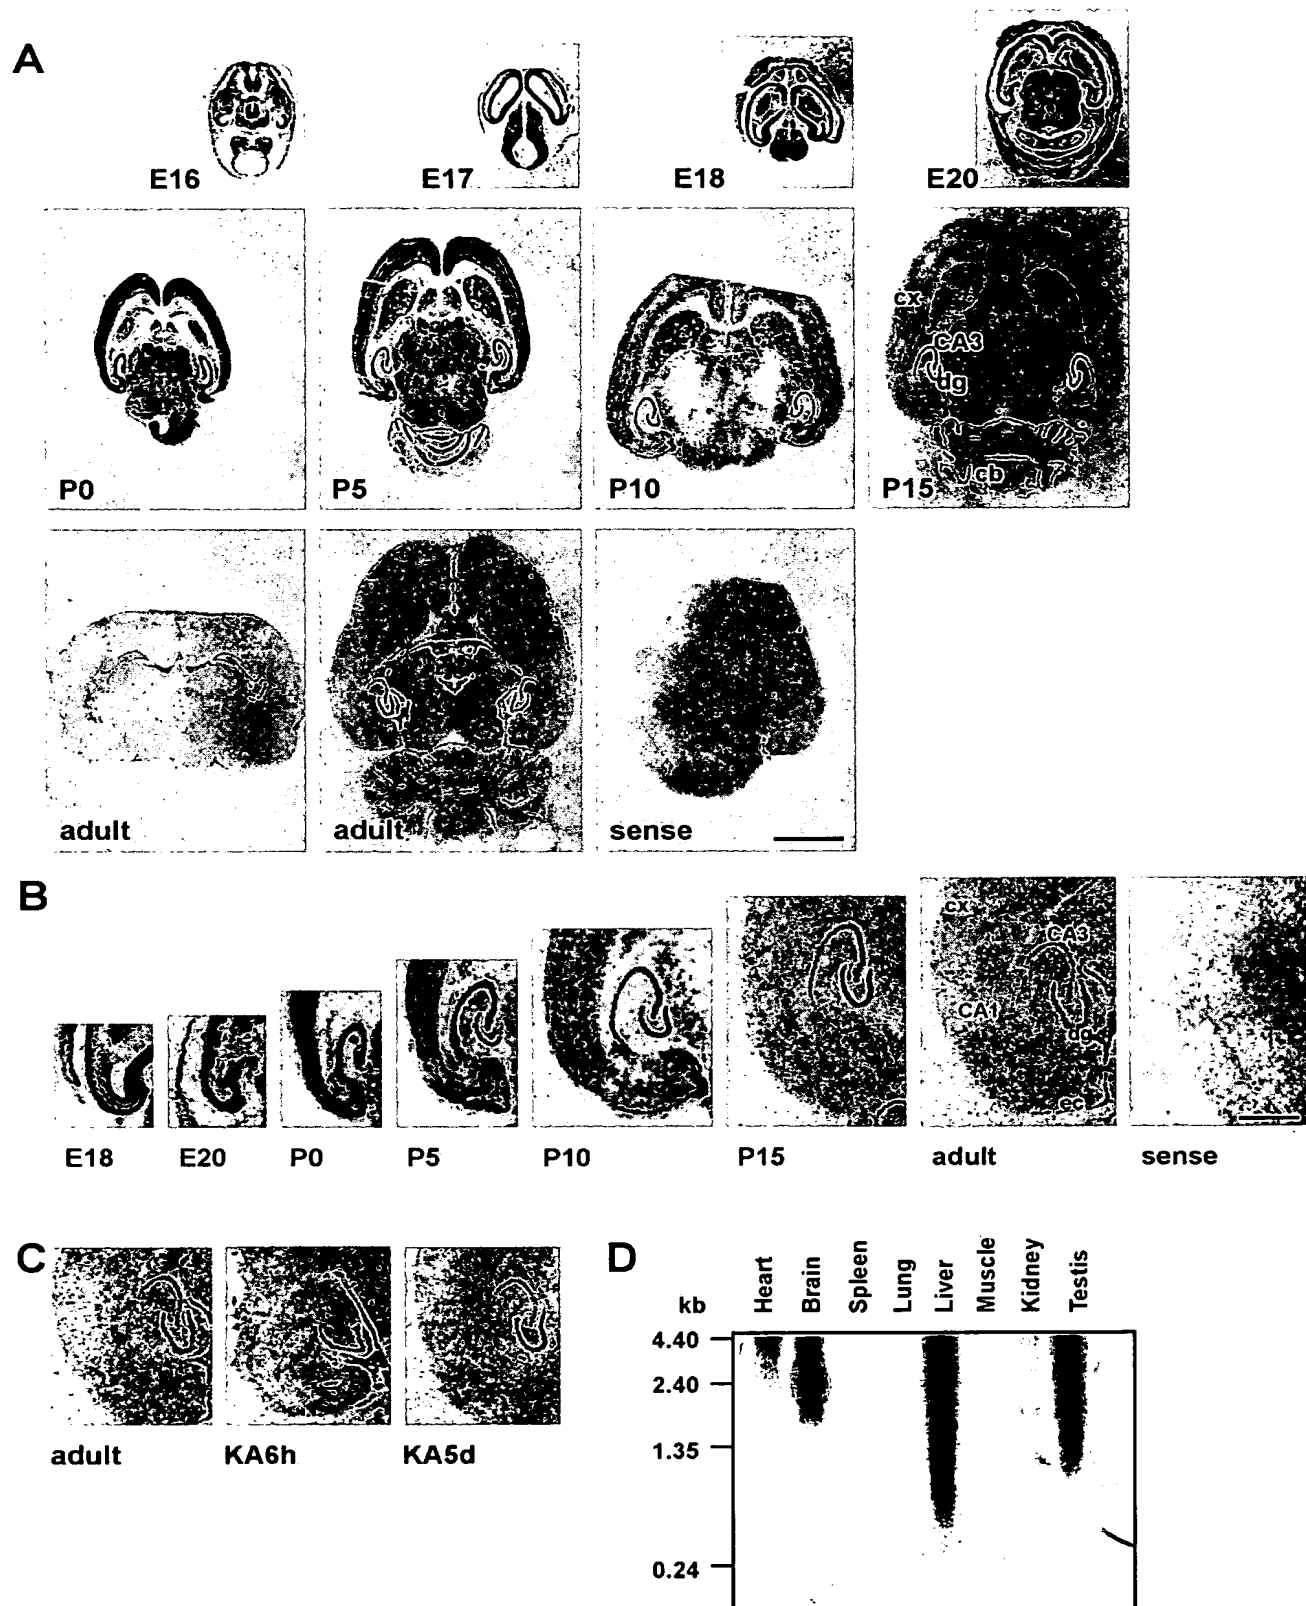 A
E16
E17
E18
E20
P0
P5
P10
cx
CA3
dg
cb
P15
adult
adult
sense
B
cx
CA3
CA1
E18
E20
P0
P5
P10
P15
adult
sense
C
adult
KA6h
KA5d
D
kb
Heart
Brain
Spleen
Lung
Liver
Muscle
Kidney
Testis
4.40
2.40
1.35
0.24